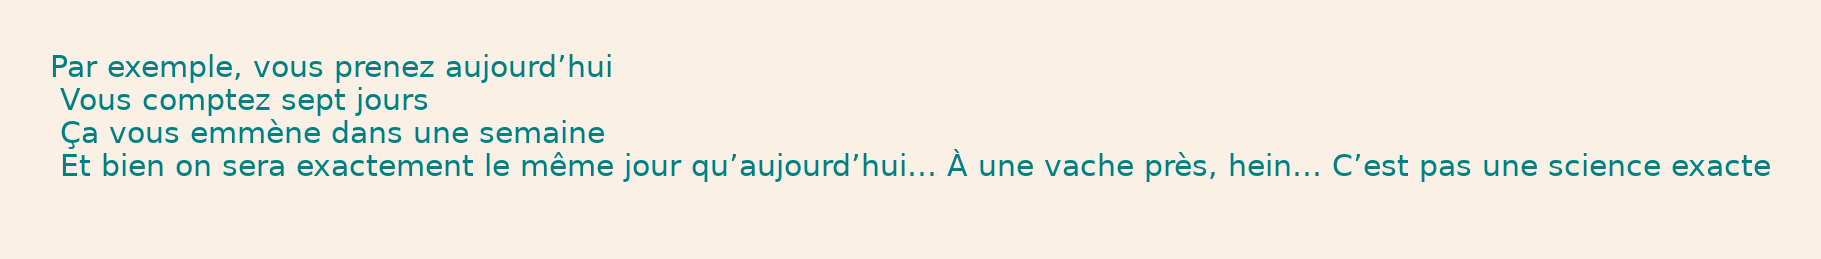 Par exemple, vous prenez aujourd’hui
Vous comptez sept jours
Ça vous emmène dans une semaine
Et bien on sera exactement le même jour qu’aujourd’hui… À une vache près, hein… C’est pas une science exacte